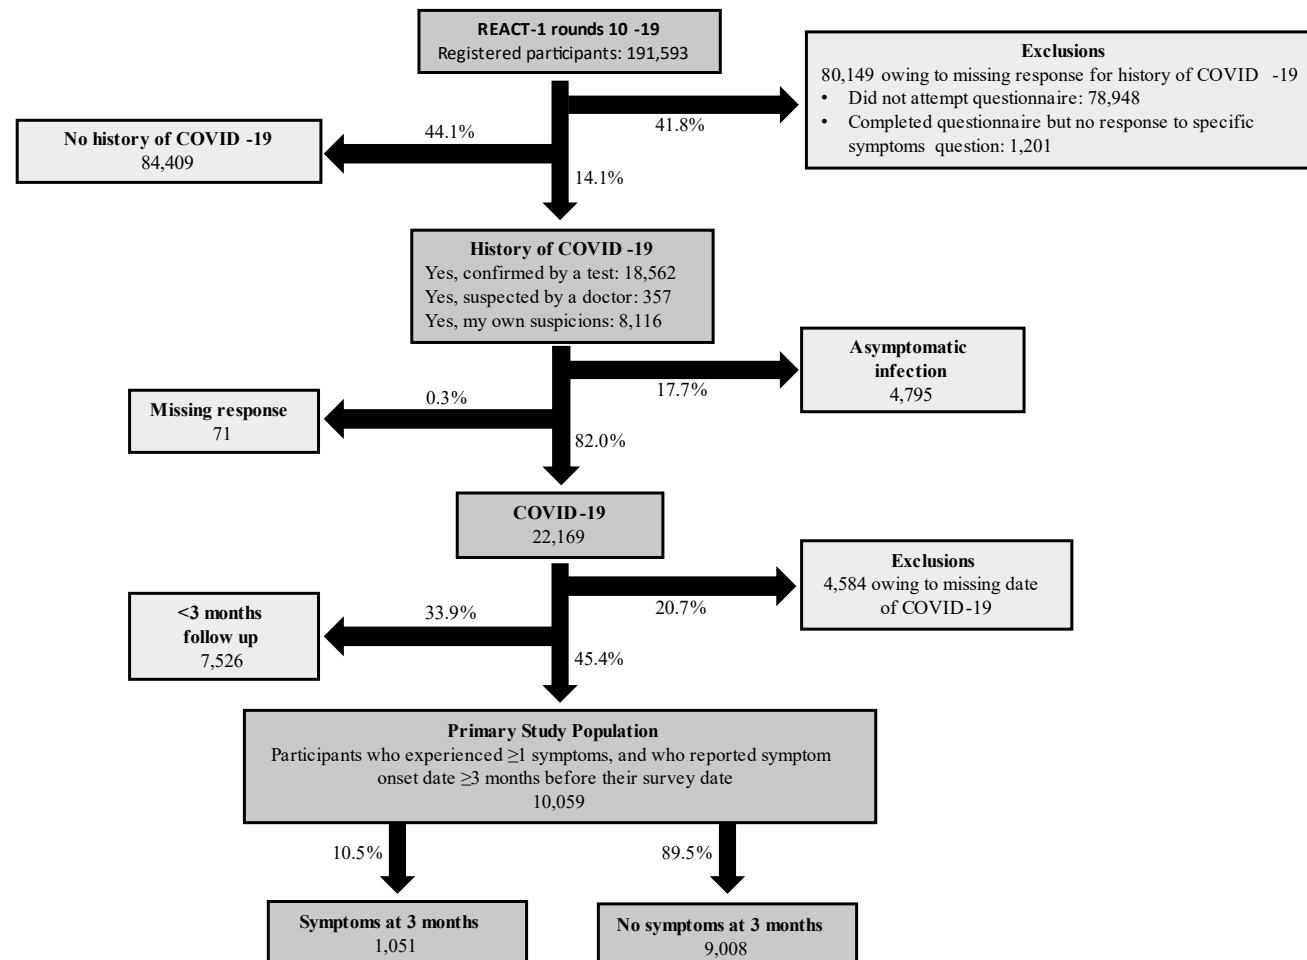 REACT-1 rounds 10 -19
Registered participants: 191,593
Exclusions
80,149 owing to missing response for history of COVID -19
• Did not attempt questionnaire: 78,948
• Completed questionnaire but no response to specific
symptoms question: 1,201
44.1%
41.8%
No history of COVID -19
84,409
14.1%
History of COVID -19
Yes, confirmed by a test: 18,562
Yes, suspected by a doctor: 357
Yes, my own suspicions: 8,116
Asymptomatic
infection
4,795
0.3%
17.7%
Missing response
71
82.0%
COVID-19
22,169
Exclusions
4,584 owing to missing date
of COVID-19
33.9%
20.7%
<3 months
follow up
7,526
45.4%
Primary Study Population
Participants who experienced ≥1 symptoms, and who reported symptom
onset date ≥3 months before their survey date
10,059
10.5%
89.5%
Symptoms at 3 months
1,051
No symptoms at 3 months
9,008